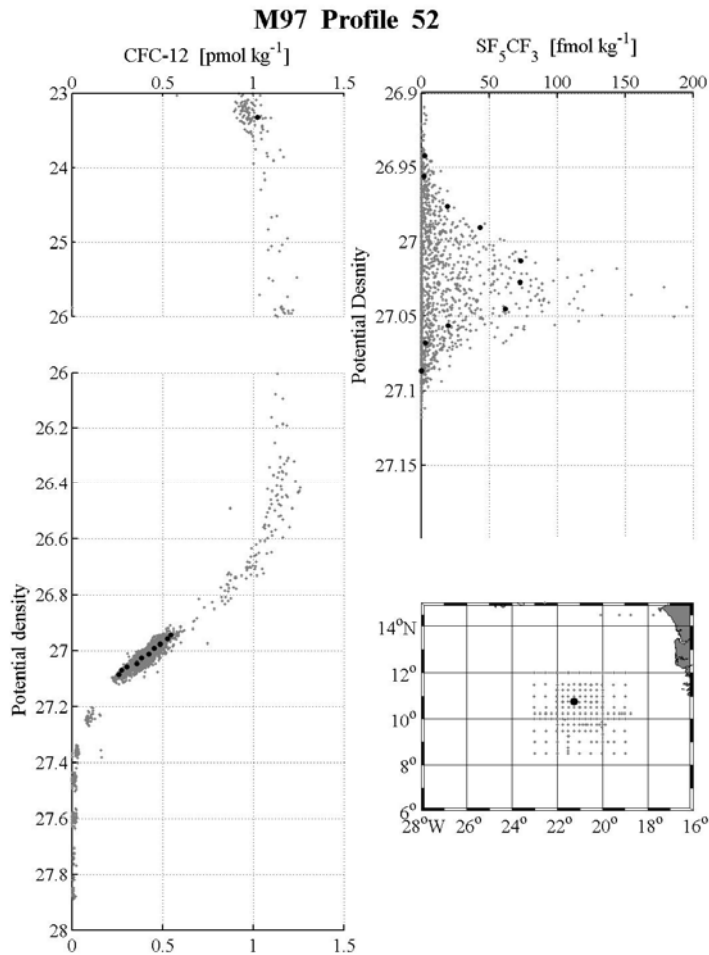 M97 Profile 52
CFC-12 [pmol kg⁻¹]
0 0.5 1 1.5
23
24
25
26
Potential density
26
26.2
26.4
26.6
26.8
27
27.2
27.4
27.6
27.8
28
0 0.5 1 1.5
SF₅CF₃ [fmol kg⁻¹]
0 50 100 150 200
Potential Desnity
26.9
26.95
27
27.05
27.1
27.15
14°N
12°
10°
8°
6°
28°W 26° 24° 22° 20° 18° 16°